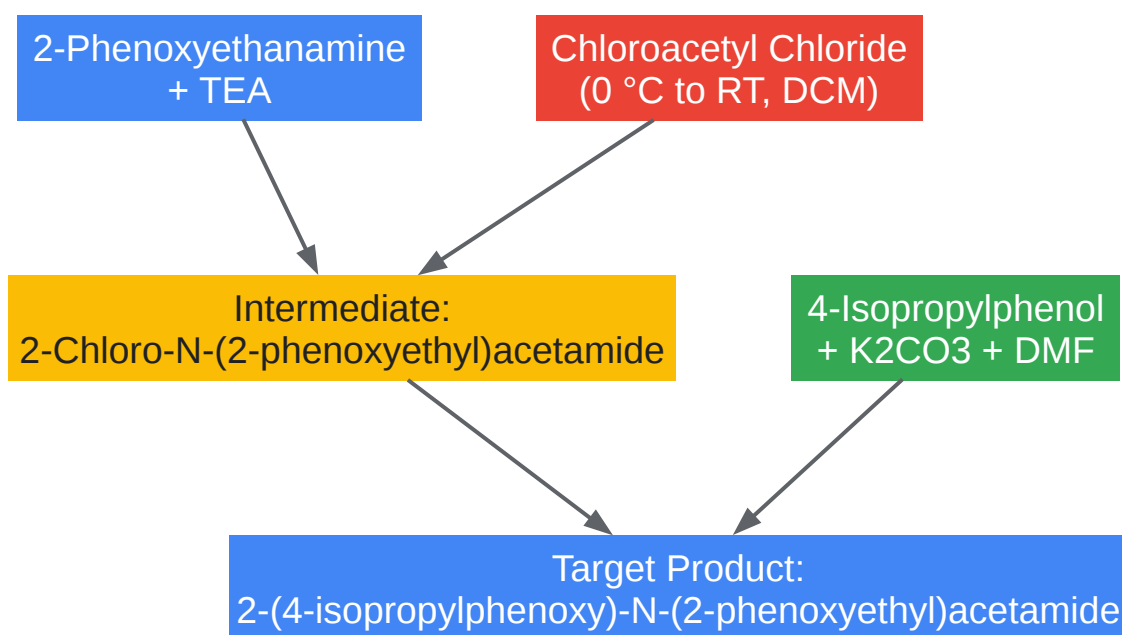 2-Phenoxyethanamine
+ TEA
Chloroacetyl Chloride
(0 °C to RT, DCM)
Intermediate:
2-Chloro-N-(2-phenoxyethyl)acetamide
4-Isopropylphenol
+ K2CO3 + DMF
Target Product:
2-(4-isopropylphenoxy)-N-(2-phenoxyethyl)acetamide